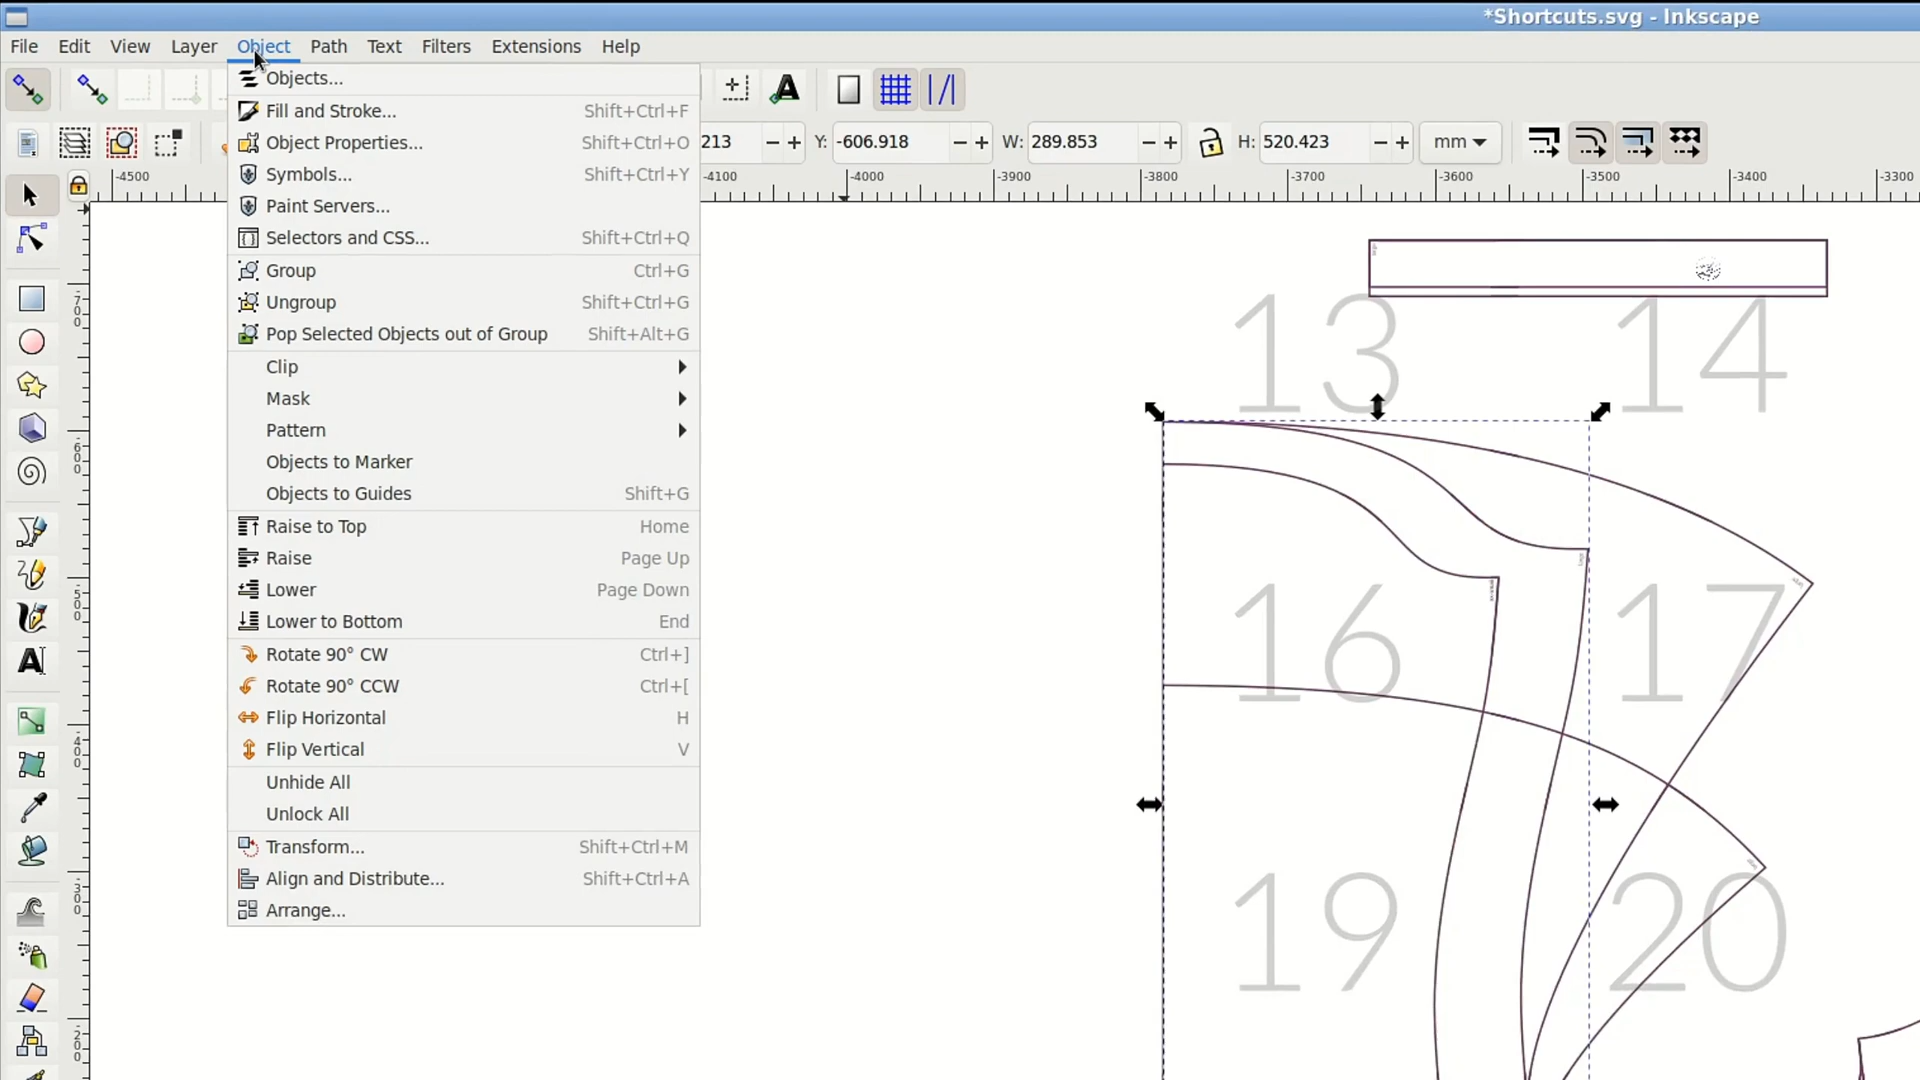 *Shortcuts.svg - Inkscape
File Edit View Layer Object Path Text Filters Extensions Help
213 Y: -606.918 W: 289.853 H: 520.423 mm
-4500 -4100 -4000 -3900 -3800 -3700 -3600 -3500 -3400 -3300
Objects...
Fill and Stroke... Shift+Ctrl+F
Object Properties... Shift+Ctrl+O
Symbols... Shift+Ctrl+Y
Paint Servers...
Selectors and CSS... Shift+Ctrl+Q
Group Ctrl+G
Ungroup Shift+Ctrl+G
Pop Selected Objects out of Group Shift+Alt+G
Clip
Mask
Pattern
Objects to Marker
Objects to Guides Shift+G
Raise to Top Home
Raise Page Up
Lower Page Down
Lower to Bottom End
Rotate 90° CW Ctrl+]
Rotate 90° CCW Ctrl+[
Flip Horizontal H
Flip Vertical V
Unhide All
Unlock All
Transform... Shift+Ctrl+M
Align and Distribute... Shift+Ctrl+A
Arrange...
-700
-600
-500
-400
-300
-200
13 14
16 17
19 20